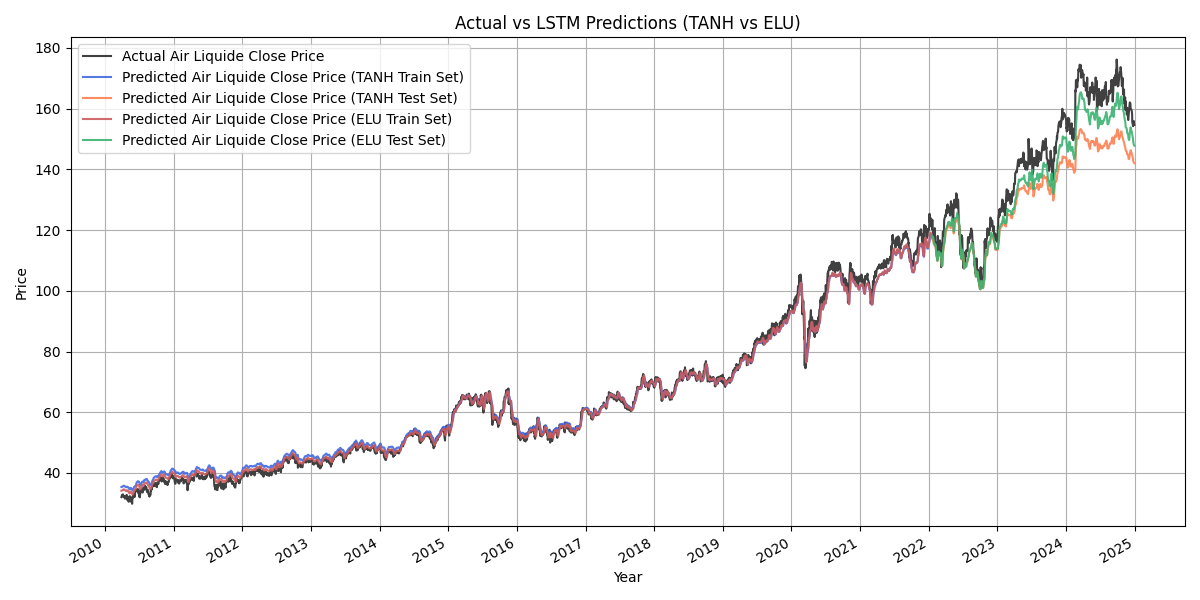 Actual vs LSTM Predictions (TANH vs ELU)
Actual Air Liquide Close Price
Predicted Air Liquide Close Price (TANH Train Set)
Predicted Air Liquide Close Price (TANH Test Set)
Predicted Air Liquide Close Price (ELU Train Set)
Predicted Air Liquide Close Price (ELU Test Set)
Price
180
160
140
120
100
80
60
40
2010 2011 2012 2013 2014 2015 2016 2017 2018 2019 2020 2021 2022 2023 2024 2025
Year